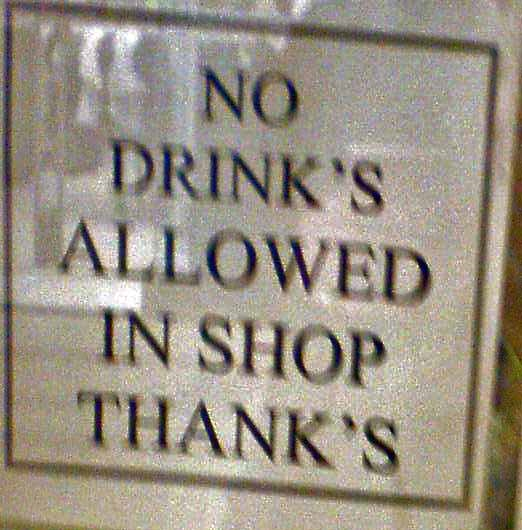 NO
DRINK'S
ALLOWED
IN SHOP
THANK'S